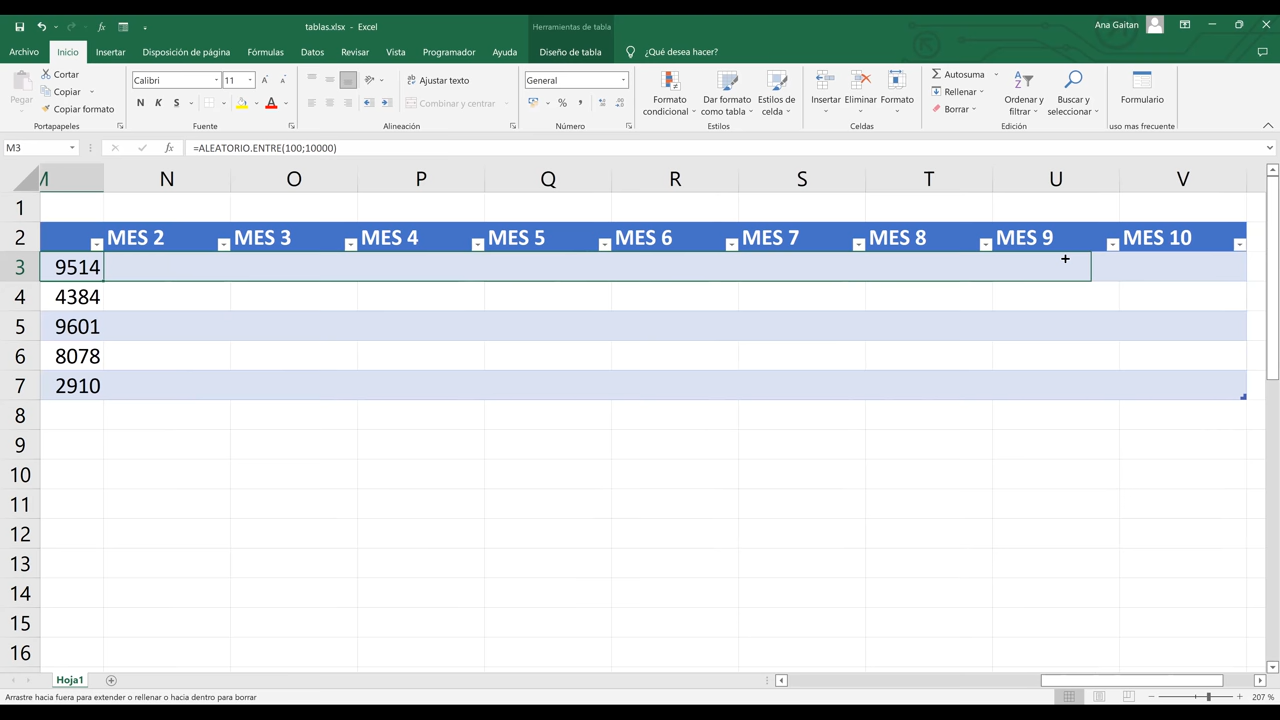 tablas.xlsx - Excel
Herramientas de tabla
Ana Gaitan
Archivo Inicio Insertar Disposición de página Fórmulas Datos Revisar Vista Programador Ayuda Diseño de tabla ¿Qué desea hacer?
Pegar
Cortar
Copiar
Copiar formato
Portapapeles
Calibri 11
N K S
Fuente
Ajustar texto
Combinar y centrar
Alineación
General
Número
Formato condicional
Dar formato como tabla
Estilos de celda
Estilos
Insertar Eliminar Formato
Celdas
Autosuma
Rellenar
Borrar
Ordenar y filtrar
Buscar y seleccionar
Edición
Formulario
uso mas frecuente
M3 fx =ALEATORIO.ENTRE(100;10000)
M N O P Q R S T U V
1
2 MES 2 MES 3 MES 4 MES 5 MES 6 MES 7 MES 8 MES 9 MES 10
3 9514
4 4384
5 9601
6 8078
7 2910
8
9
10
11
12
13
14
15
16
Hoja1
Arrastre hacia fuera para extender o rellenar o hacia dentro para borrar
207 %